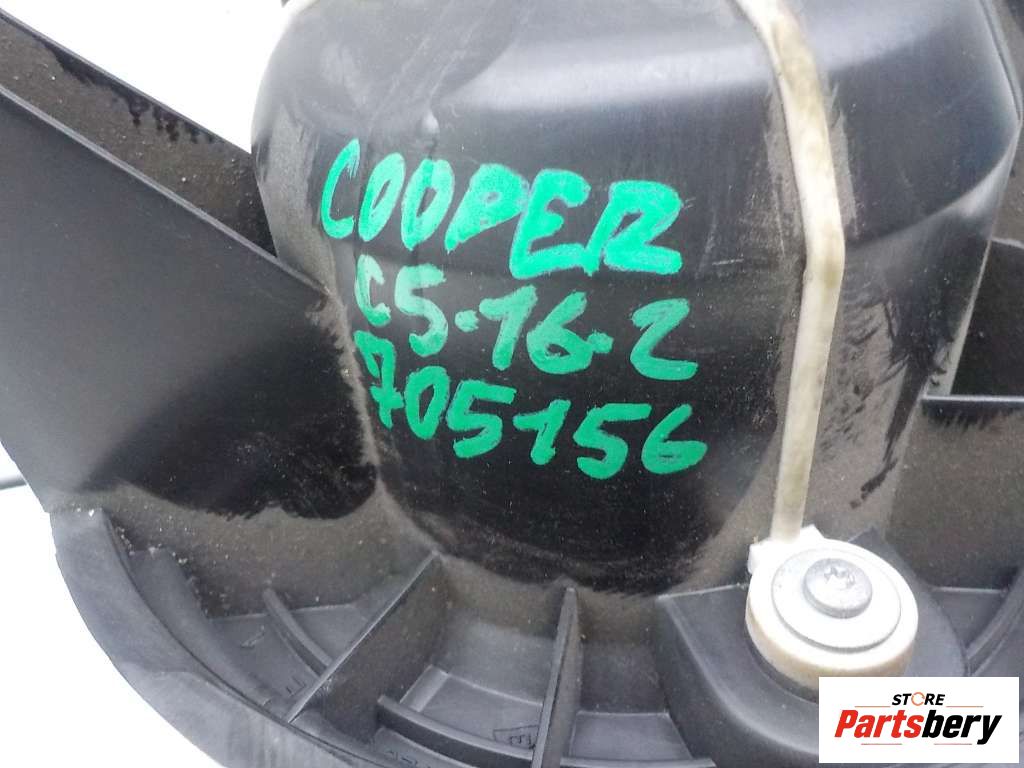 COOPER
C5-16-2
705156
STORE
Partsbery